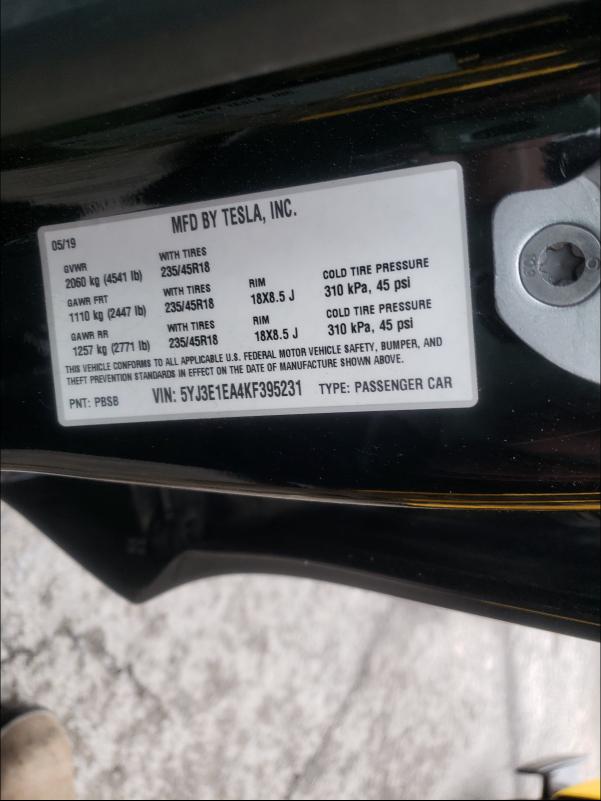 MFD BY TESLA, INC.
05/19
GVWR WITH TIRES
2060 kg (4541 lb) 235/45R18
GAWR FRT WITH TIRES RIM COLD TIRE PRESSURE
1110 kg (2447 lb) 235/45R18 18X8.5 J 310 kPa, 45 psi
GAWR RR WITH TIRES RIM COLD TIRE PRESSURE
1257 kg (2771 lb) 235/45R18 18X8.5 J 310 kPa, 45 psi
THIS VEHICLE CONFORMS TO ALL APPLICABLE U.S. FEDERAL MOTOR VEHICLE SAFETY, BUMPER, AND
THEFT PREVENTION STANDARDS IN EFFECT ON THE DATE OF MANUFACTURE SHOWN ABOVE.
PNT: PBSB VIN: 5YJ3E1EA4KF395231 TYPE: PASSENGER CAR